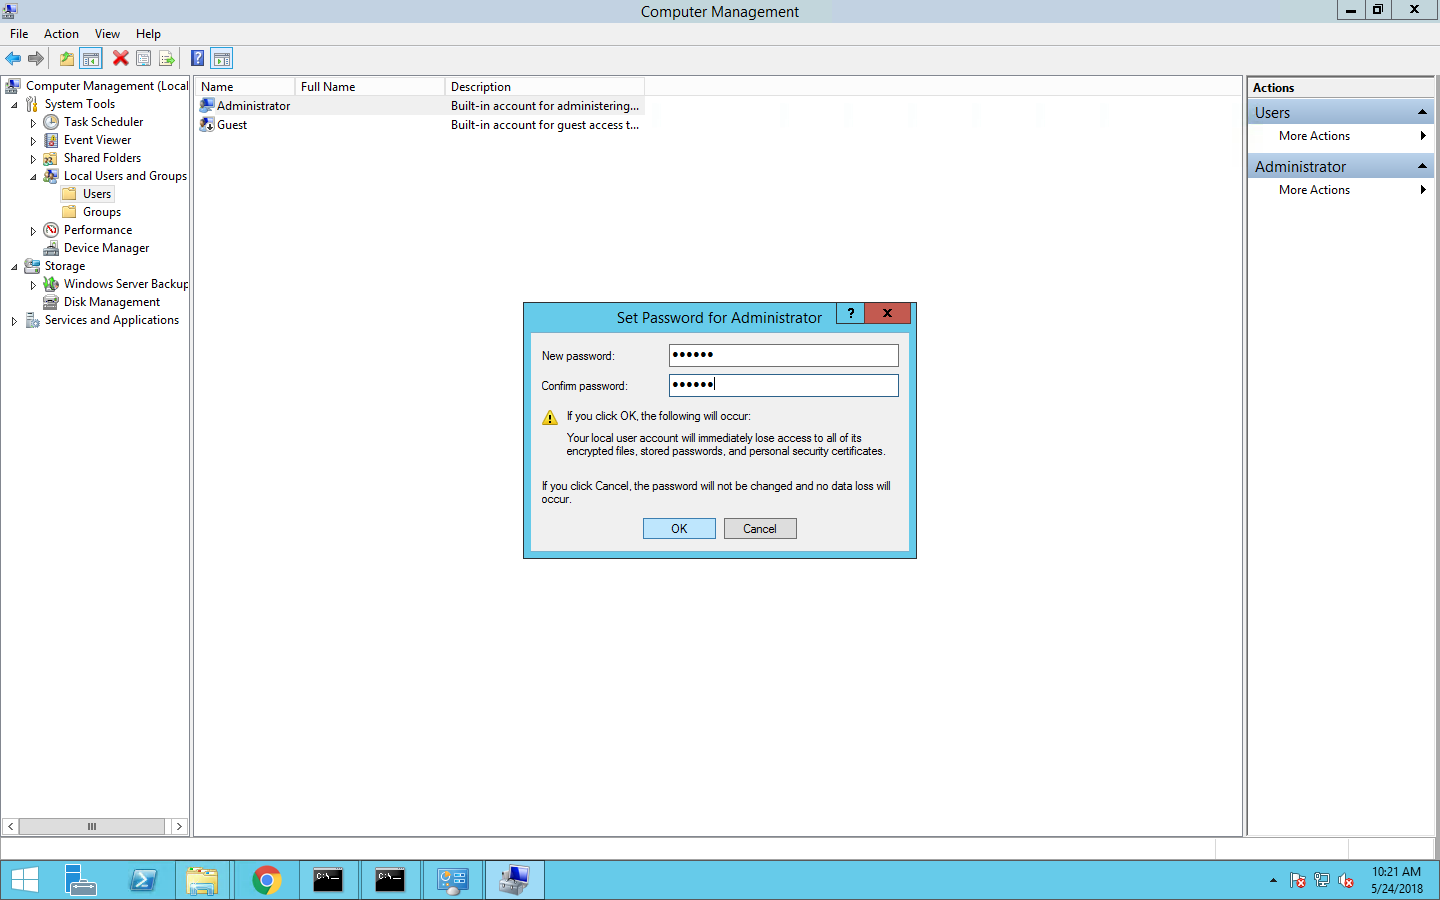 Computer Management
File Action View Help
Computer Management (Local
System Tools
Task Scheduler
Event Viewer
Shared Folders
Local Users and Groups
Users
Groups
Performance
Device Manager
Storage
Windows Server Backup
Disk Management
Services and Applications
Name Full Name Description
Administrator Built-in account for administering...
Guest Built-in account for guest access t...
Actions
Users
More Actions
Administrator
More Actions
Set Password for Administrator
New password: ••••••
Confirm password: ••••••
If you click OK, the following will occur:
Your local user account will immediately lose access to all of its
encrypted files, stored passwords, and personal security certificates.
If you click Cancel, the password will not be changed and no data loss will
occur.
OK Cancel
10:21 AM
5/24/2018